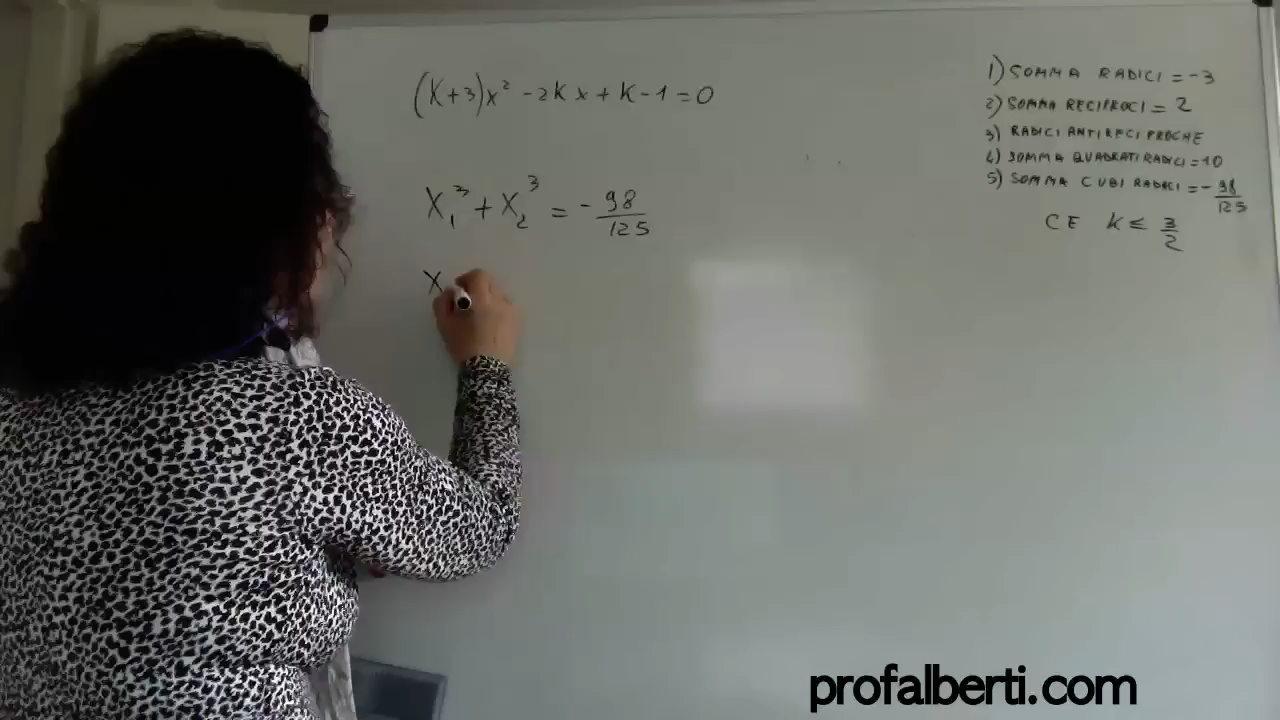 (K+3)x² - 2kx + k - 1 = 0
X₁³ + X₂³ = - 98/125
X
1) SOMMA RADICI = -3
2) SOMMA RECIPROCI = 2
3) RADICI ANTIRECIPROCHE
4) SOMMA QUADRATI RADICI = 10
5) SOMMA CUBI RADICI = - 98/125
CE K ≤ 3/2
profalberti.com